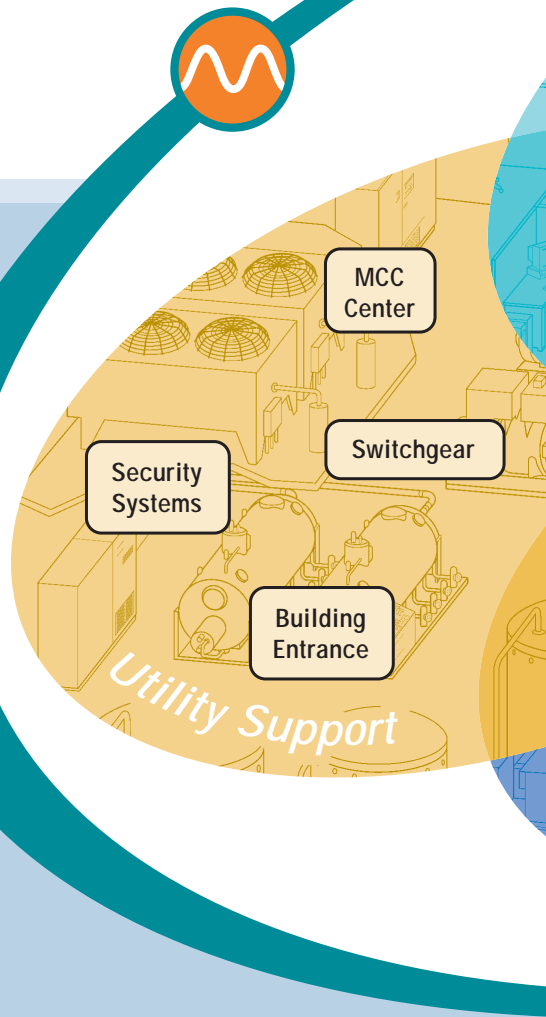 MCC
Center
Switchgear
Security
Systems
Building
Entrance
Utility Support